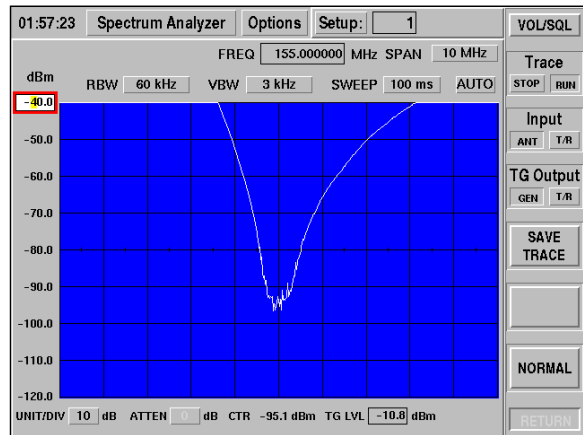 01:57:23 Spectrum Analyzer Options Setup: 1
FREQ 155.000000 MHz SPAN 10 MHz
dBm RBW 60 kHz VBW 3 kHz SWEEP 100 ms AUTO
-40.0
-50.0
-60.0
-70.0
-80.0
-90.0
-100.0
-110.0
-120.0
UNIT/DIV 10 dB ATTEN 0 dB CTR -95.1 dBm TG LVL -10.8 dBm
VOL/SQL
Trace
STOP RUN
Input
ANT T/R
TG Output
GEN T/R
SAVE
TRACE
NORMAL
RETURN